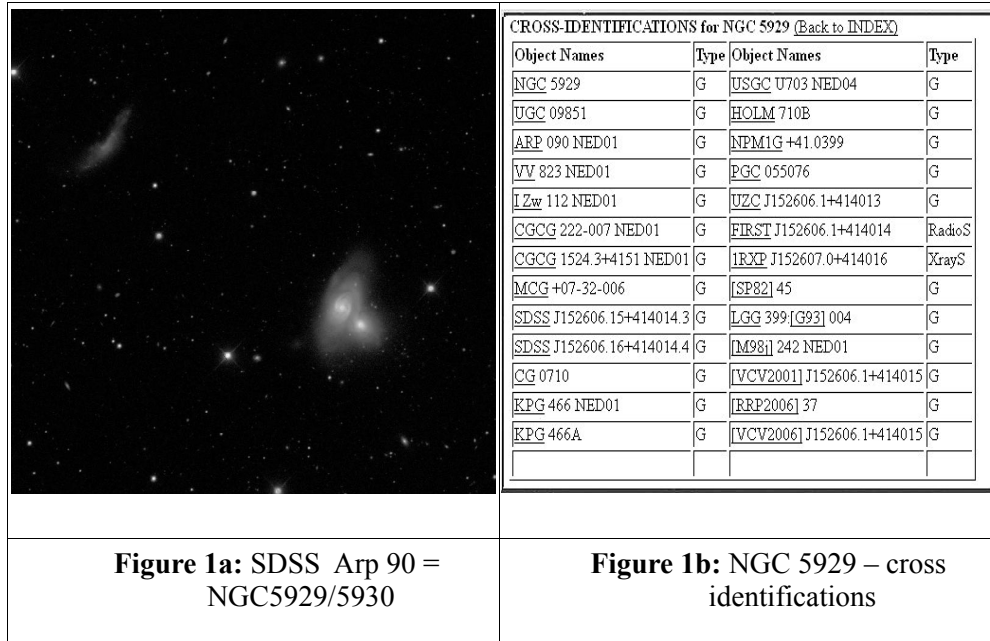 CROSS-IDENTIFICATIONS for NGC 5929 (Back to INDEX)
Object Names Type Object Names Type
NGC 5929 G USGC U703 NED04 G
UGC 09851 G HOLM 710B G
ARP 090 NED01 G NPM1G +41.0399 G
VV 823 NED01 G PGC 055076 G
I Zw 112 NED01 G UZC J152606.1+414013 G
CGCG 222-007 NED01 G FIRST J152606.1+414014 RadioS
CGCG 1524.3+4151 NED01 G 1RXP J152607.0+414016 XrayS
MCG +07-32-006 G [SP82] 45 G
SDSS J152606.15+414014.3 G LGG 399:[G93] 004 G
SDSS J152606.16+414014.4 G [M98j] 242 NED01 G
CG 0710 G [VCV2001] J152606.1+414015 G
KPG 466 NED01 G [RRP2006] 37 G
KPG 466A G [VCV2006] J152606.1+414015 G
Figure 1a: SDSS Arp 90 =
NGC5929/5930
Figure 1b: NGC 5929 – cross
identifications